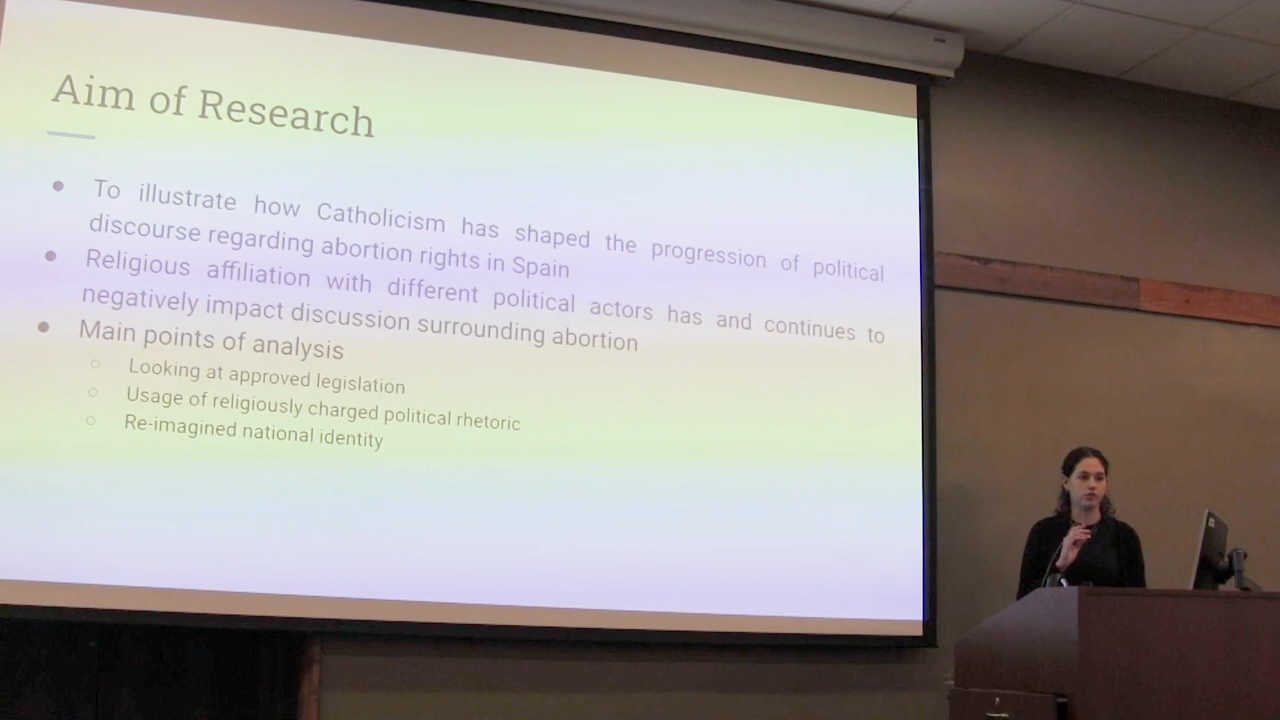 Aim of Research
● To illustrate how Catholicism has shaped the progression of political
discourse regarding abortion rights in Spain
● Religious affiliation with different political actors has and continues to
negatively impact discussion surrounding abortion
● Main points of analysis
○ Looking at approved legislation
○ Usage of religiously charged political rhetoric
○ Re-imagined national identity